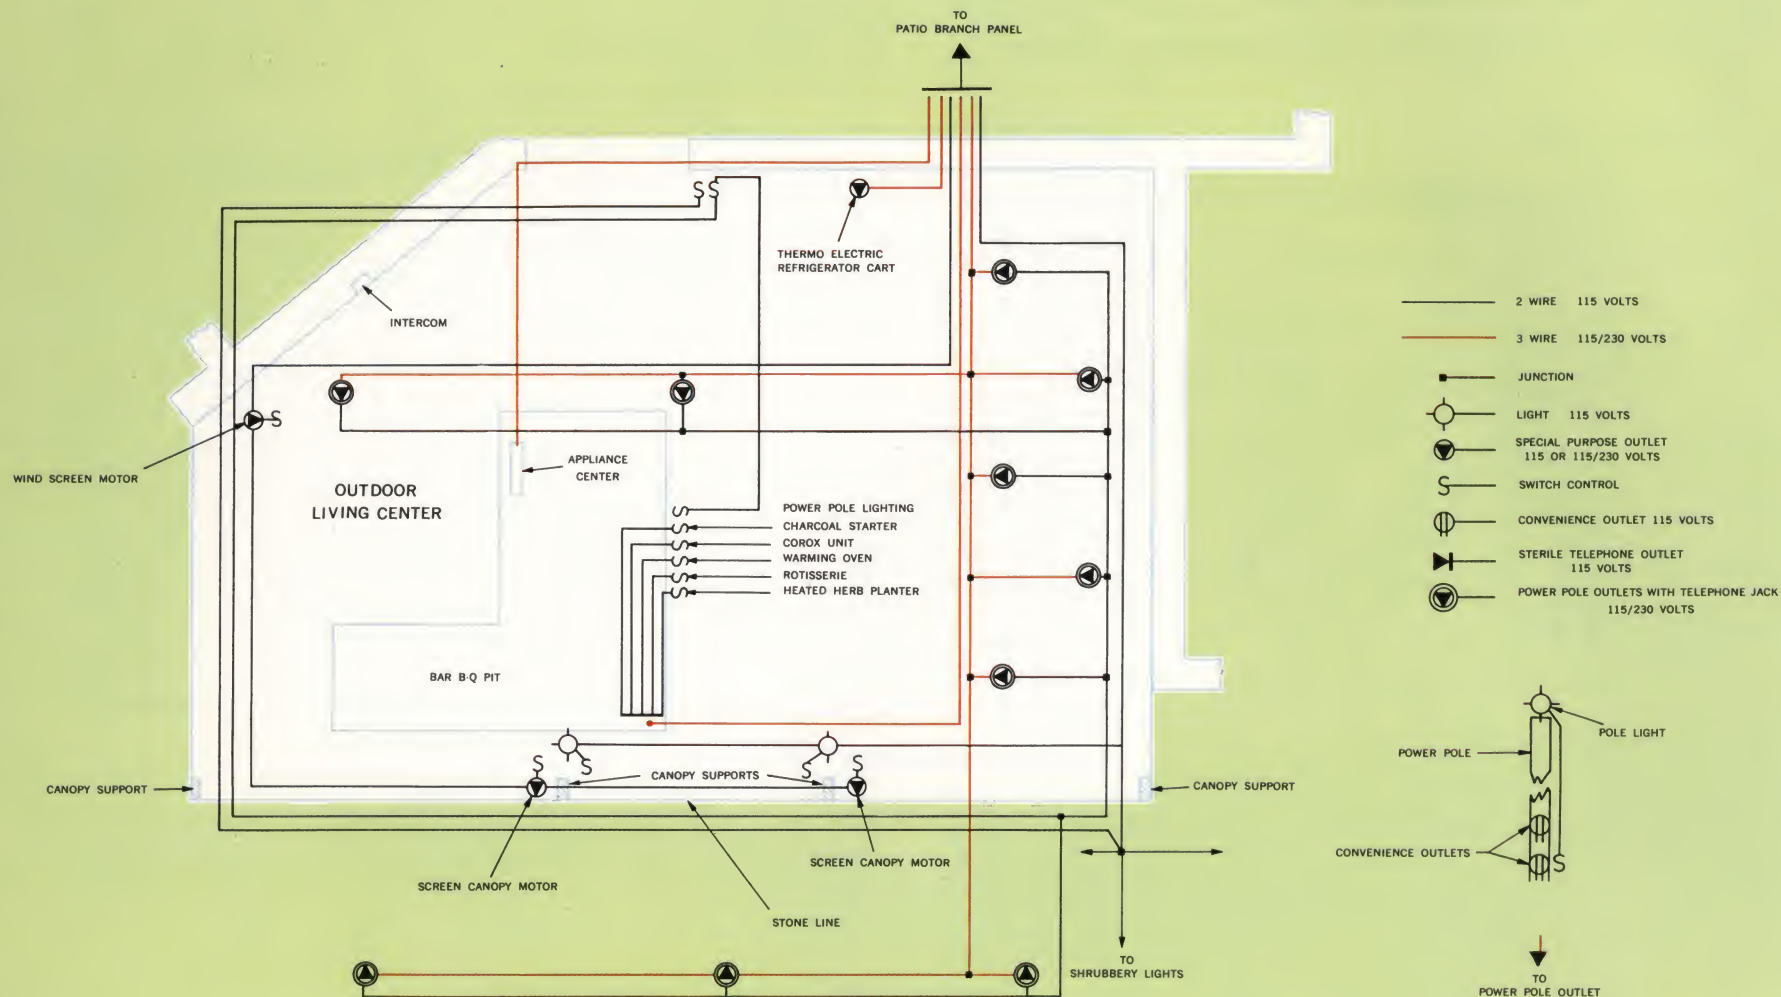 TO
PATIO BRANCH PANEL
THERMO ELECTRIC
REFRIGERATOR CART
INTERCOM
WIND SCREEN MOTOR
OUTDOOR
LIVING CENTER
APPLIANCE
CENTER
POWER POLE LIGHTING
CHARCOAL STARTER
COROX UNIT
WARMING OVEN
ROTISSERIE
HEATED HERB PLANTER
BAR B-Q PIT
CANOPY SUPPORT
CANOPY SUPPORTS
CANOPY SUPPORT
SCREEN CANOPY MOTOR
SCREEN CANOPY MOTOR
STONE LINE
TO
SHRUBBERY LIGHTS
2 WIRE 115 VOLTS
3 WIRE 115/230 VOLTS
JUNCTION
LIGHT 115 VOLTS
SPECIAL PURPOSE OUTLET
115 OR 115/230 VOLTS
SWITCH CONTROL
CONVENIENCE OUTLET 115 VOLTS
STERILE TELEPHONE OUTLET
115 VOLTS
POWER POLE OUTLETS WITH TELEPHONE JACK
115/230 VOLTS
POLE LIGHT
POWER POLE
CONVENIENCE OUTLETS
TO
POWER POLE OUTLET